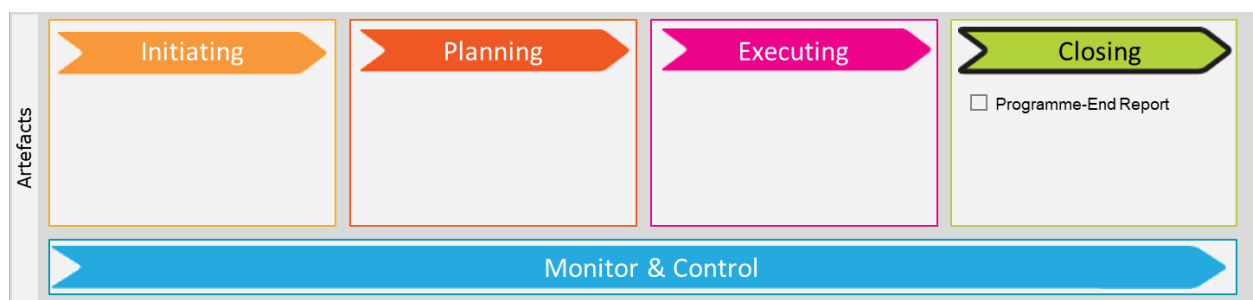 Artefacts
Initiating
Planning
Executing
Closing
Programme-End Report
Monitor & Control